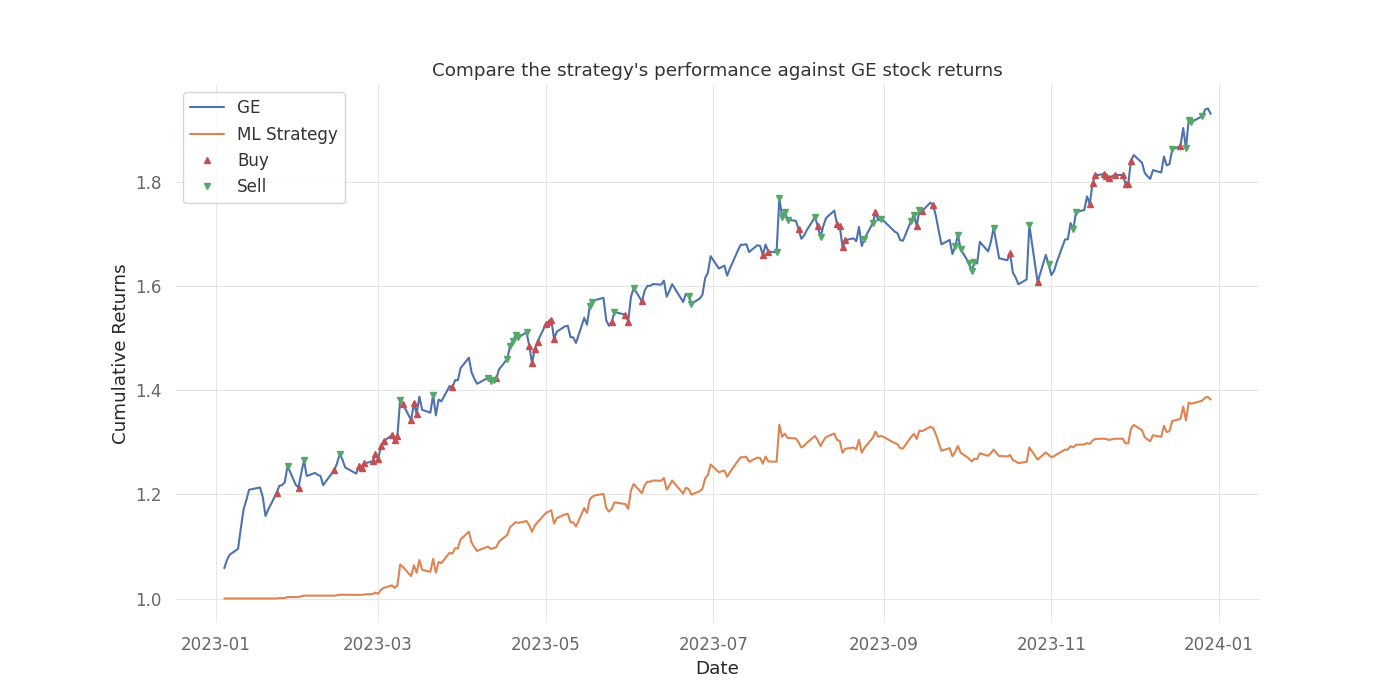 Compare the strategy's performance against GE stock returns
GE
ML Strategy
Buy
Sell
Cumulative Returns
1.8
1.6
1.4
1.2
1.0
2023-01
2023-03
2023-05
2023-07
2023-09
2023-11
2024-01
Date